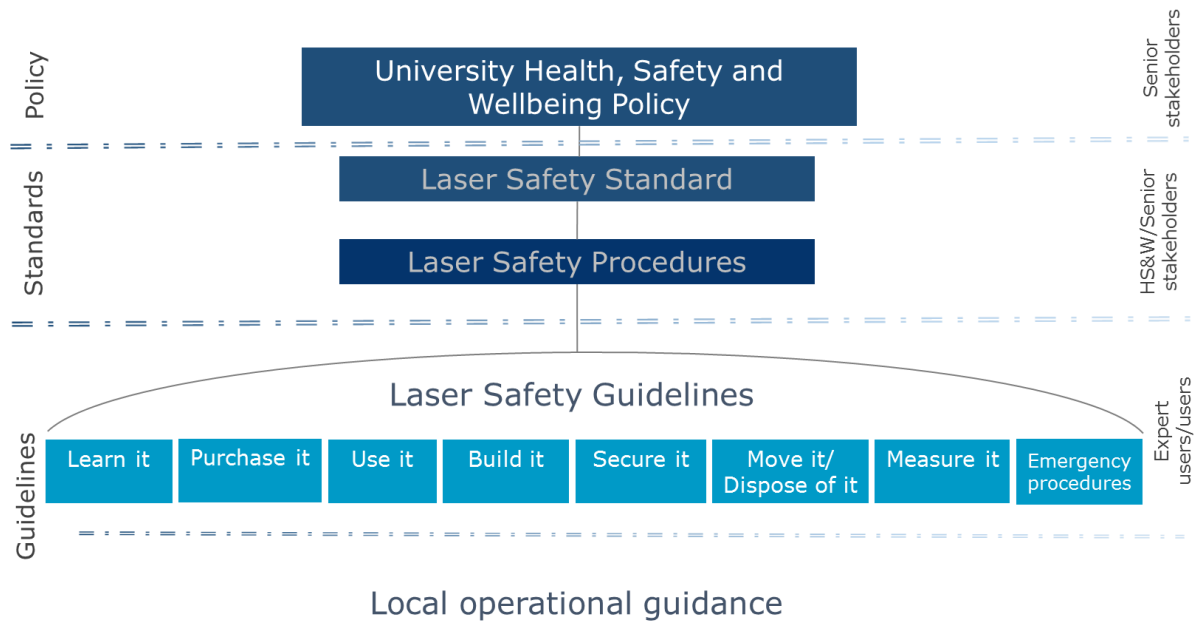 Policy
University Health, Safety and
Wellbeing Policy
Senior
stakeholders
Standards
Laser Safety Standard
Laser Safety Procedures
HS&W/Senior
stakeholders
Guidelines
Laser Safety Guidelines
Expert
users/users
Learn it
Purchase it
Use it
Build it
Secure it
Move it/
Dispose of it
Measure it
Emergency
procedures
Local operational guidance